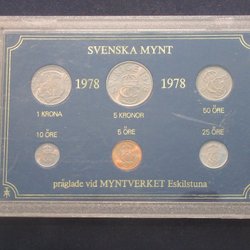 SVENSKA MYNT
1978 1978
1 KRONA 5 KRONOR 50 ÖRE
10 ÖRE 5 ÖRE 25 ÖRE
präglade vid MYNTVERKET Eskilstuna